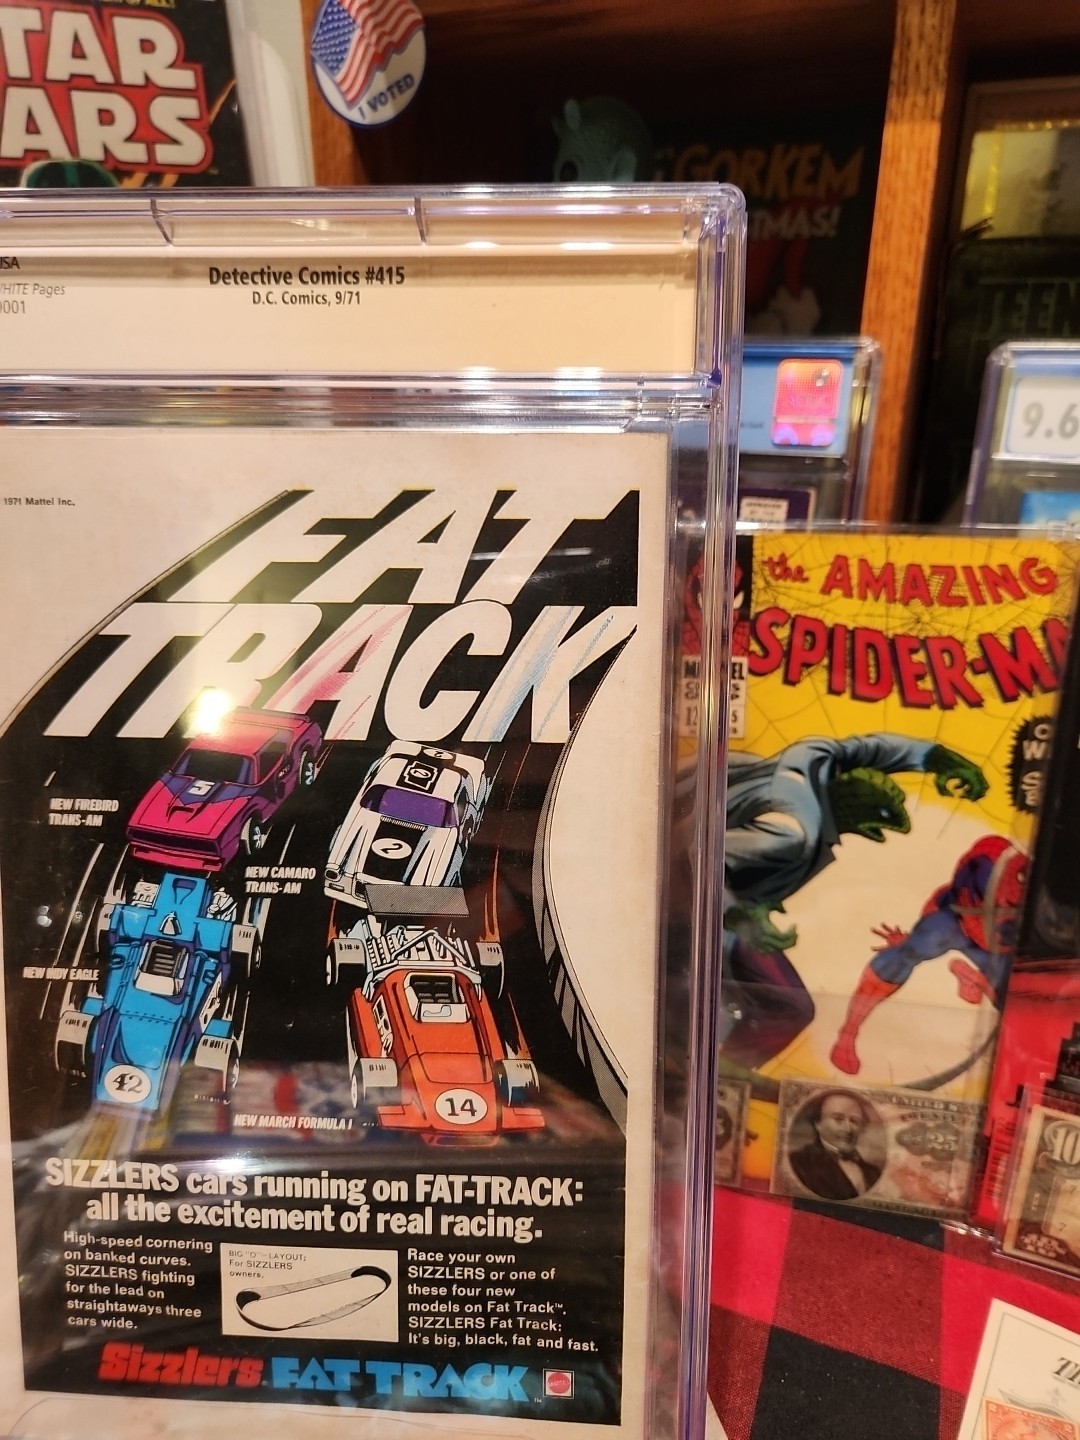 TAR
ARS
I VOTED
GORKEM
TMAS!
TEEN
USA
WHITE Pages
0001
Detective Comics #415
D.C. Comics, 9/71
9.6
1971 Mattel Inc.
FAT
TRACK
the AMAZING
SPIDER-MA
5
2
NEW FIREBIRD
TRANS-AM
NEW CAMARO
TRANS-AM
NEW INDY EAGLE
42
14
NEW MARCH FORMULA I
SIZZLERS cars running on FAT-TRACK:
all the excitement of real racing.
High-speed cornering
on banked curves.
SIZZLERS fighting
for the lead on
straightaways three
cars wide.
BIG "O" LAYOUT:
For SIZZLERS
owners.
Race your own
SIZZLERS or one of
these four new
models on Fat Track™.
SIZZLERS Fat Track:
It's big, black, fat and fast.
Sizzlers FAT TRACK™